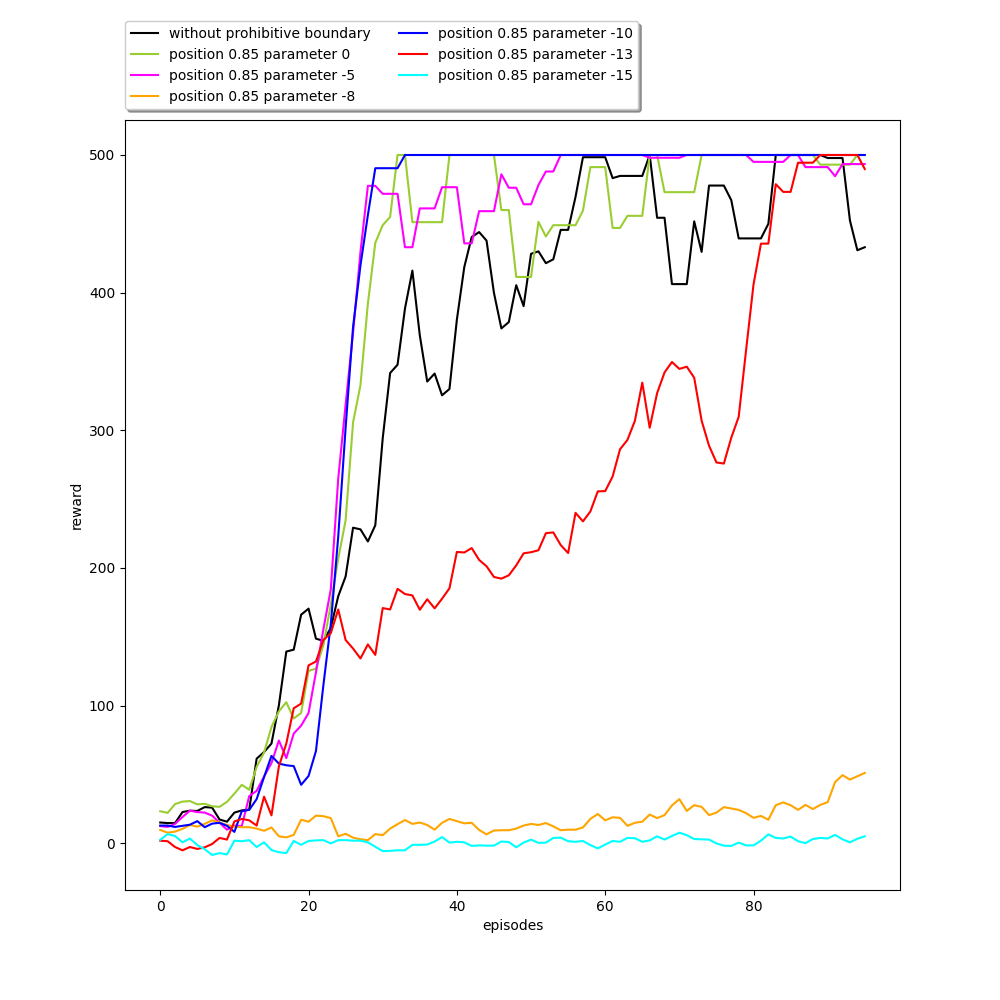 without prohibitive boundary
position 0.85 parameter 0
position 0.85 parameter -5
position 0.85 parameter -8
position 0.85 parameter -10
position 0.85 parameter -13
position 0.85 parameter -15
500
400
300
200
100
0
reward
0 20 40 60 80
episodes